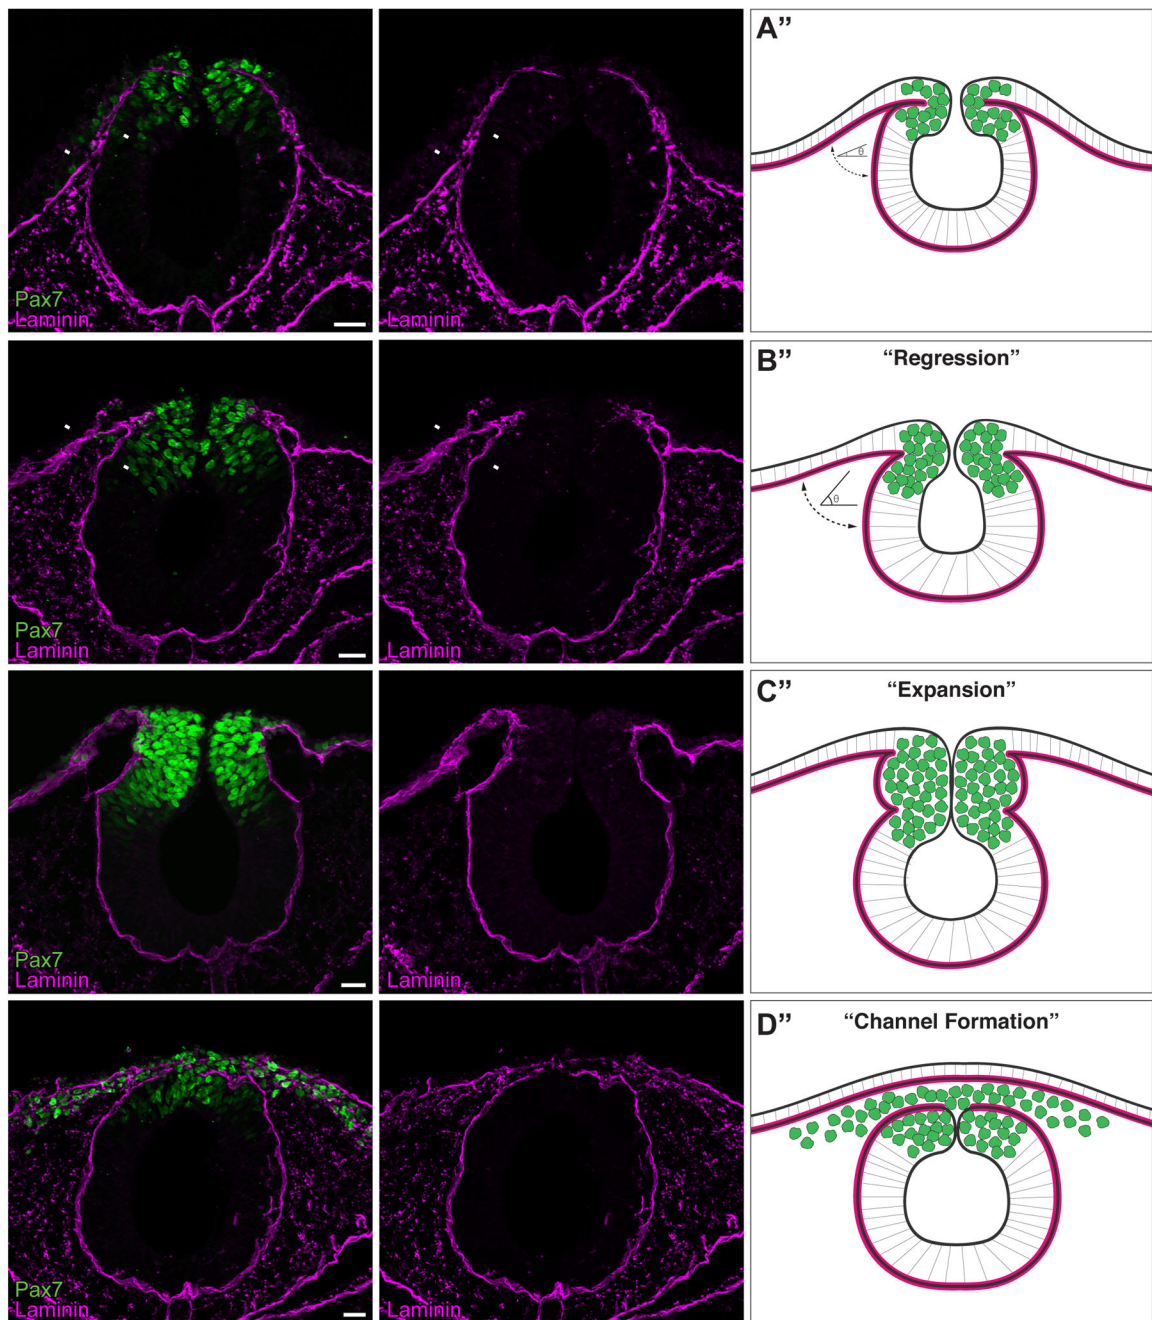 A”
Pax7
Laminin
Laminin
θ
B” “Regression”
Pax7
Laminin
Laminin
θ
C” “Expansion”
Pax7
Laminin
Laminin
D” “Channel Formation”
Pax7
Laminin
Laminin